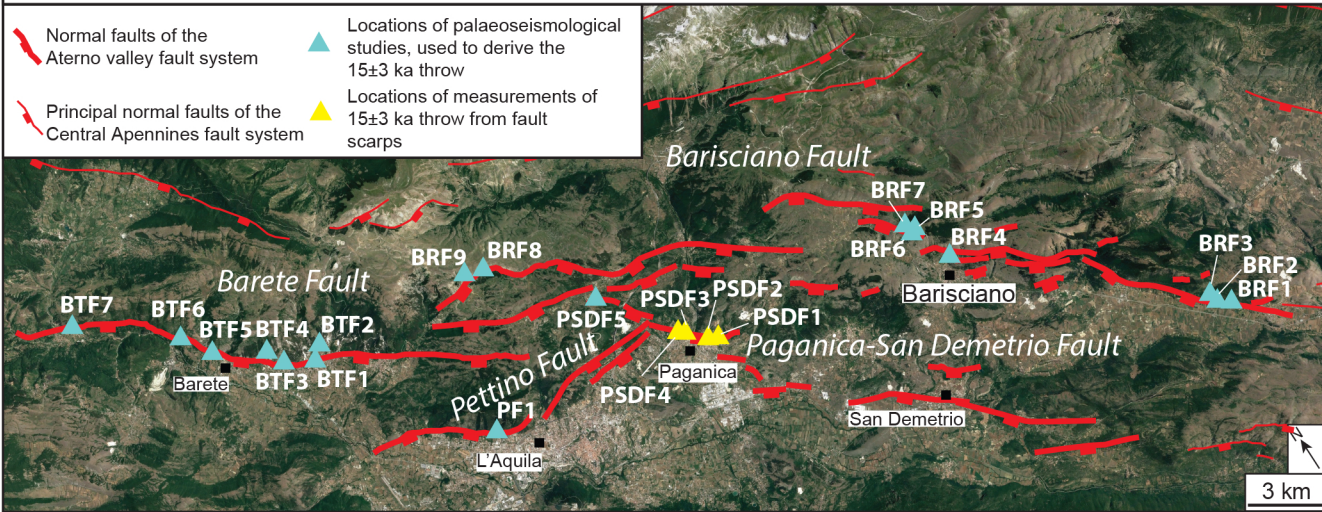 Normal faults of the
Aterno valley fault system
Principal normal faults of the
Central Apennines fault system
Locations of palaeoseismological
studies, used to derive the
15±3 ka throw
Locations of measurements of
15±3 ka throw from fault
scarps
Barisciano Fault
BRF7
BRF5
BRF6
BRF4
BRF3
BRF2
BRF1
BRF9
BRF8
Barisciano
Barete Fault
BTF7
BTF6
BTF5
BTF4
BTF2
BTF3
BTF1
Barete
PSDF3
PSDF2
PSDF5
PSDF1
Paganica-San Demetrio Fault
Paganica
PSDF4
Pettino Fault
PF1
L'Aquila
San Demetrio
N
3 km